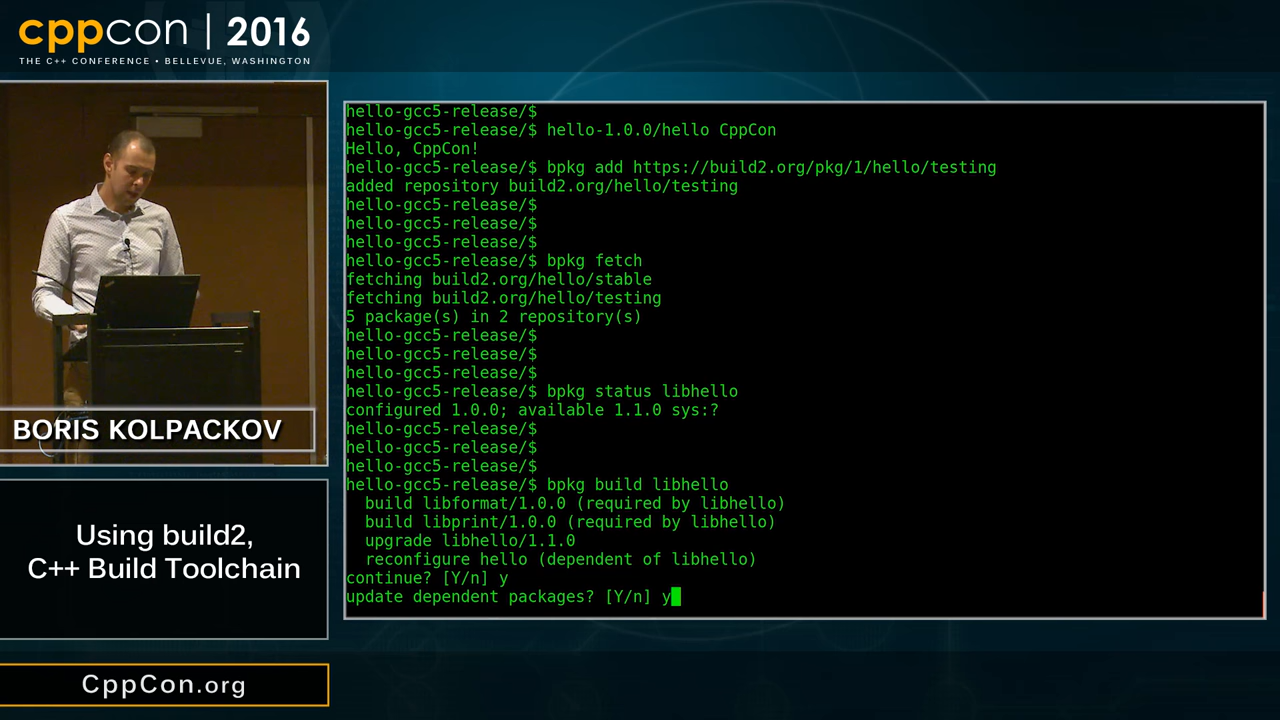 cppcon | 2016
THE C++ CONFERENCE • BELLEVUE, WASHINGTON
BORIS KOLPACKOV
Using build2,
C++ Build Toolchain
CppCon.org
hello-gcc5-release/$
hello-gcc5-release/$ hello-1.0.0/hello CppCon
Hello, CppCon!
hello-gcc5-release/$ bpkg add https://build2.org/pkg/1/hello/testing
added repository build2.org/hello/testing
hello-gcc5-release/$
hello-gcc5-release/$
hello-gcc5-release/$
hello-gcc5-release/$ bpkg fetch
fetching build2.org/hello/stable
fetching build2.org/hello/testing
5 package(s) in 2 repository(s)
hello-gcc5-release/$
hello-gcc5-release/$
hello-gcc5-release/$
hello-gcc5-release/$ bpkg status libhello
configured 1.0.0; available 1.1.0 sys:?
hello-gcc5-release/$
hello-gcc5-release/$
hello-gcc5-release/$
hello-gcc5-release/$ bpkg build libhello
build libformat/1.0.0 (required by libhello)
build libprint/1.0.0 (required by libhello)
upgrade libhello/1.1.0
reconfigure hello (dependent of libhello)
continue? [Y/n] y
update dependent packages? [Y/n] y